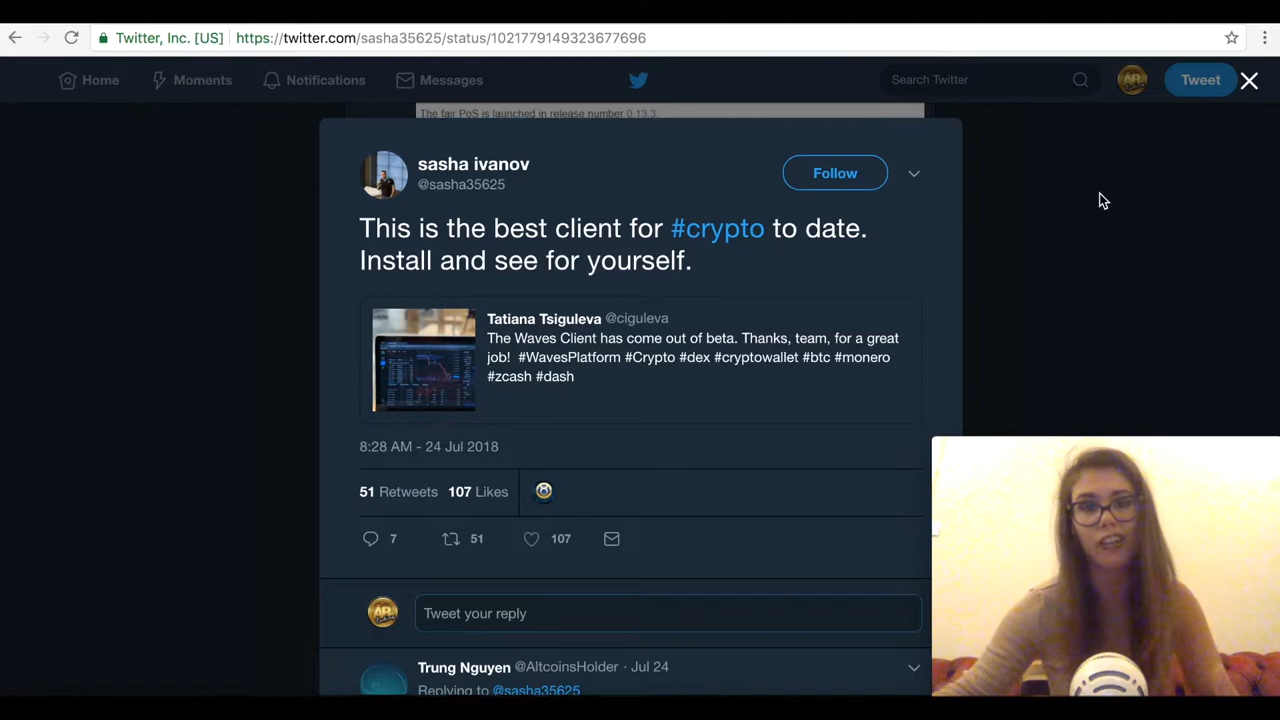 Twitter, Inc. [US] https://twitter.com/sasha35625/status/1021779149323677696
Home Moments Notifications Messages Search Twitter Tweet
The fair PoS is launched in release number 0.13.3.
sasha ivanov
@sasha35625
Follow
This is the best client for #crypto to date.
Install and see for yourself.
Tatiana Tsiguleva @ciguleva
The Waves Client has come out of beta. Thanks, team, for a great
job! #WavesPlatform #Crypto #dex #cryptowallet #btc #monero
#zcash #dash
8:28 AM - 24 Jul 2018
51 Retweets 107 Likes
7 51 107
Tweet your reply
Trung Nguyen @AltcoinsHolder · Jul 24
Replying to @sasha35625